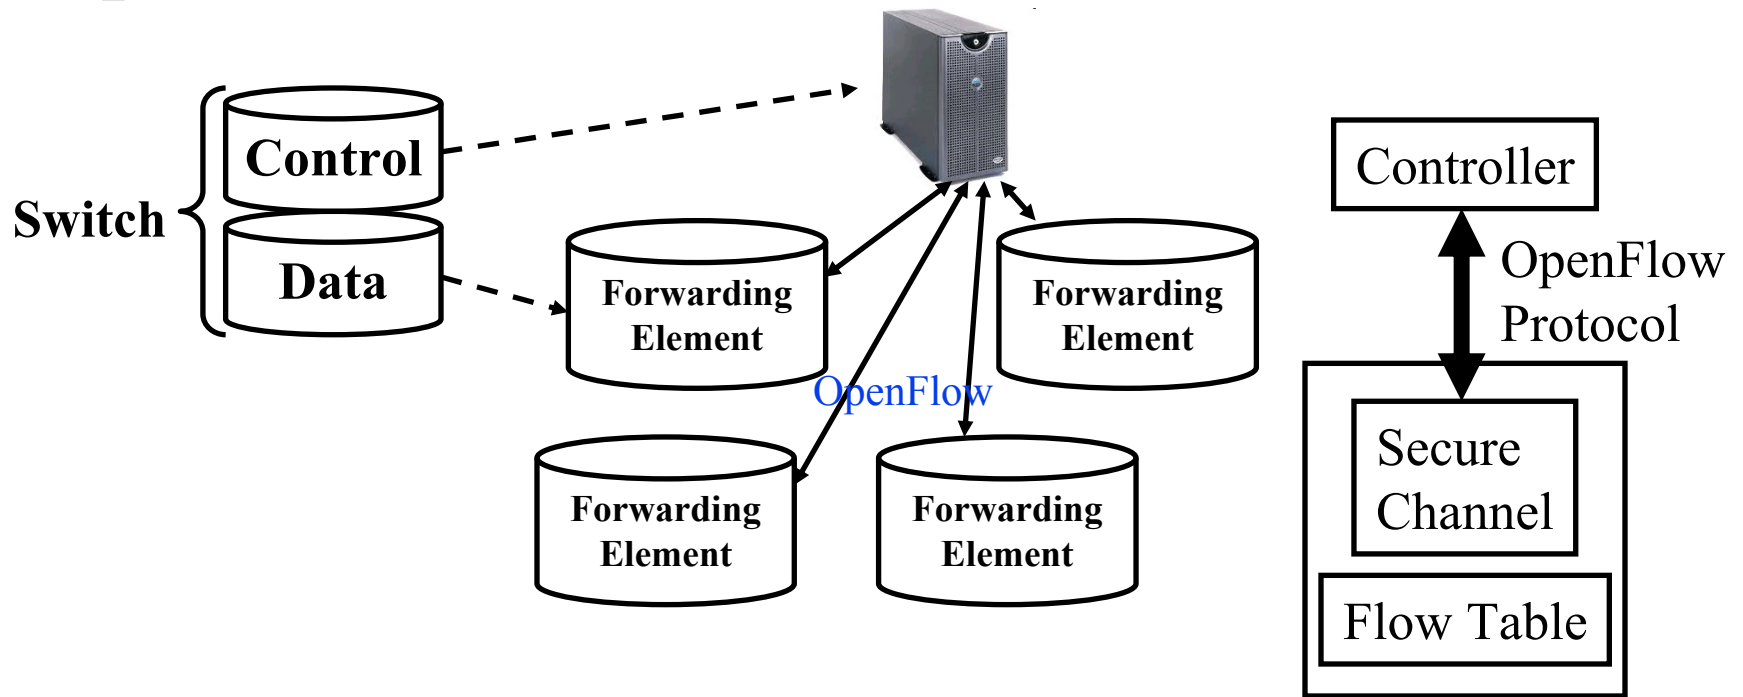 Control
Switch
Data
Forwarding
Element
Forwarding
Element
OpenFlow
Forwarding
Element
Forwarding
Element
Controller
OpenFlow
Protocol
Secure
Channel
Flow Table